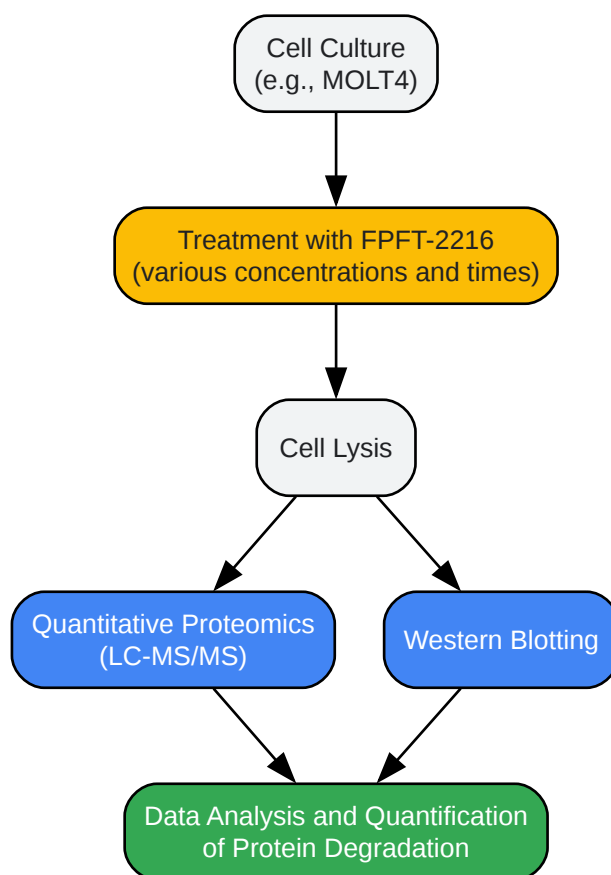 Cell Culture
(e.g., MOLT4)
Treatment with FPFT-2216
(various concentrations and times)
Cell Lysis
Quantitative Proteomics
(LC-MS/MS)
Western Blotting
Data Analysis and Quantification
of Protein Degradation